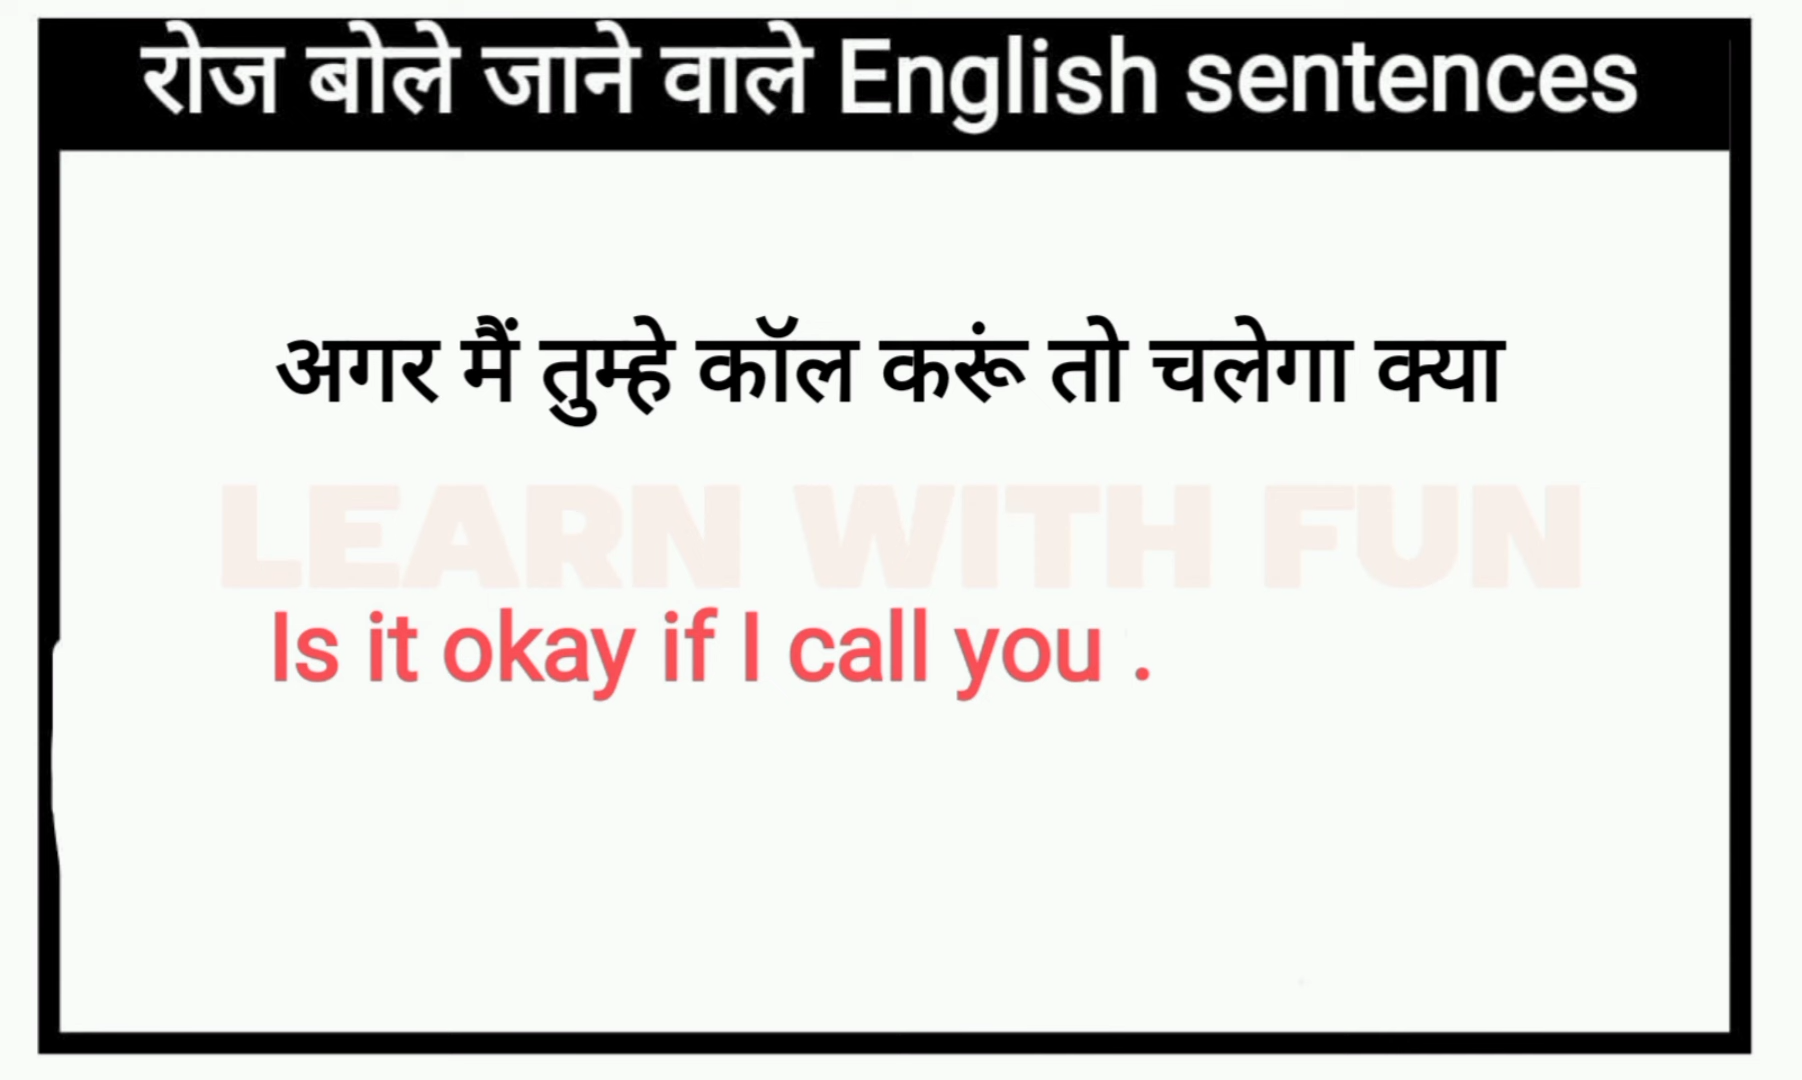 रोज बोले जाने वाले English sentences
अगर मैं तुम्हे कॉल करूं तो चलेगा क्या
LEARN WITH FUN
Is it okay if I call you .